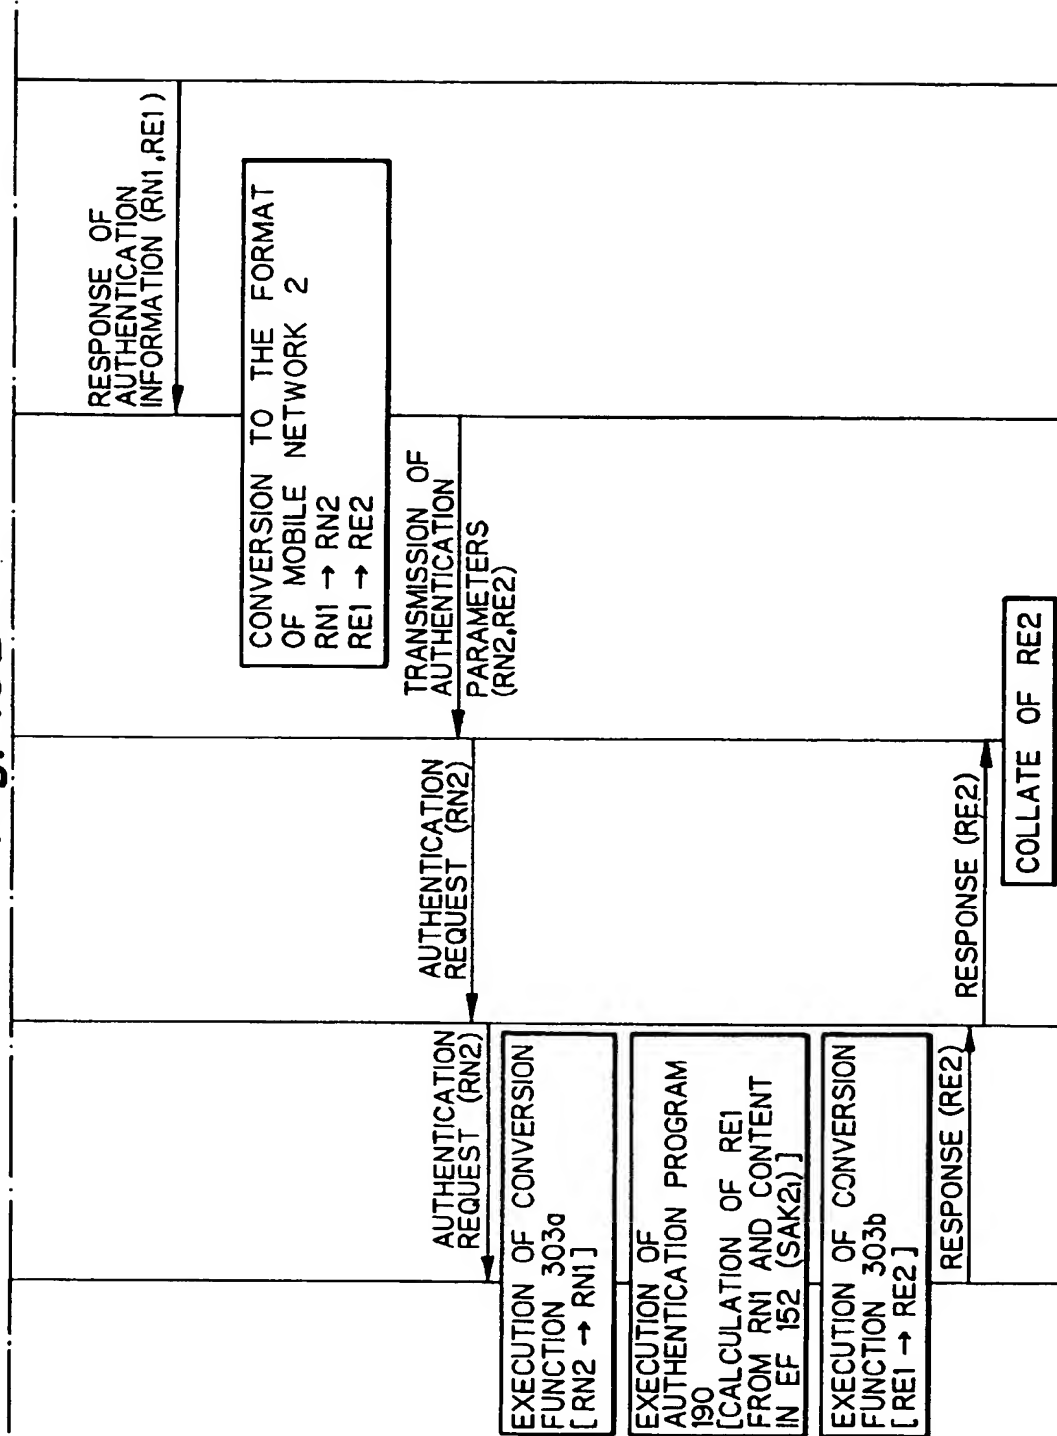 RESPONSE OF
AUTHENTICATION
INFORMATION (RN1,RE1)
CONVERSION TO THE FORMAT
OF MOBILE NETWORK 2
RN1 → RN2
RE1 → RE2
TRANSMISSION OF
AUTHENTICATION
PARAMETERS
(RN2,RE2)
AUTHENTICATION
REQUEST (RN2)
AUTHENTICATION
REQUEST (RN2)
EXECUTION OF CONVERSION
FUNCTION 303a
[RN2 → RN1]
EXECUTION OF
AUTHENTICATION PROGRAM
190
[CALCULATION OF RE1
FROM RN1 AND CONTENT
IN EF 152 (SAK2₁)]
EXECUTION OF CONVERSION
FUNCTION 303b
[RE1 → RE2]
RESPONSE (RE2)
RESPONSE (RE2)
COLLATE OF RE2